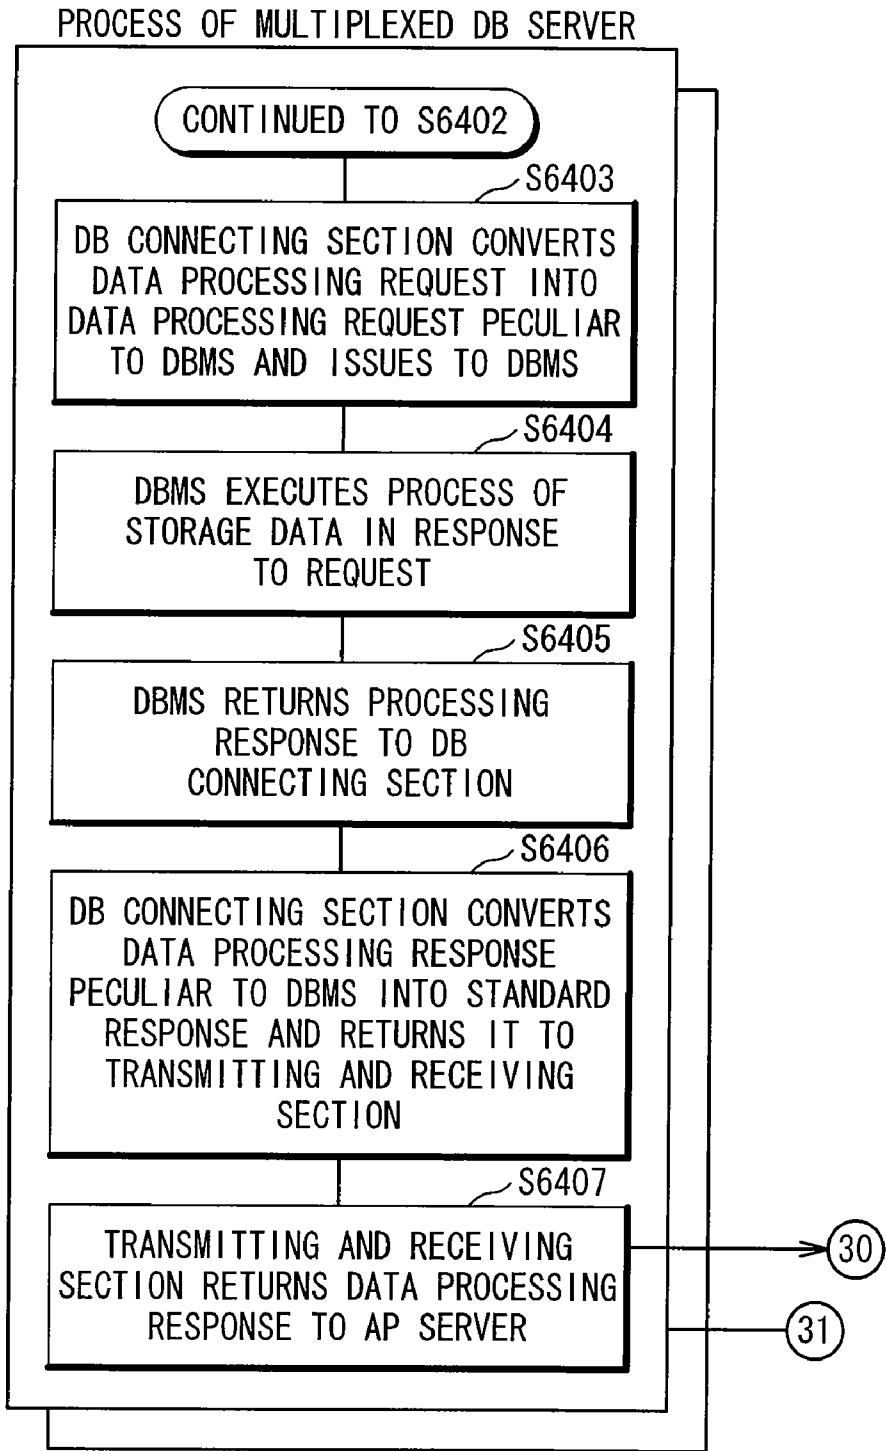 PROCESS OF MULTIPLEXED DB SERVER
CONTINUED TO S6402
S6403
DB CONNECTING SECTION CONVERTS
DATA PROCESSING REQUEST INTO
DATA PROCESSING REQUEST PECULIAR
TO DBMS AND ISSUES TO DBMS
S6404
DBMS EXECUTES PROCESS OF
STORAGE DATA IN RESPONSE
TO REQUEST
S6405
DBMS RETURNS PROCESSING
RESPONSE TO DB
CONNECTING SECTION
S6406
DB CONNECTING SECTION CONVERTS
DATA PROCESSING RESPONSE
PECULIAR TO DBMS INTO STANDARD
RESPONSE AND RETURNS IT TO
TRANSMITTING AND RECEIVING
SECTION
S6407
TRANSMITTING AND RECEIVING
SECTION RETURNS DATA PROCESSING
RESPONSE TO AP SERVER
30
31